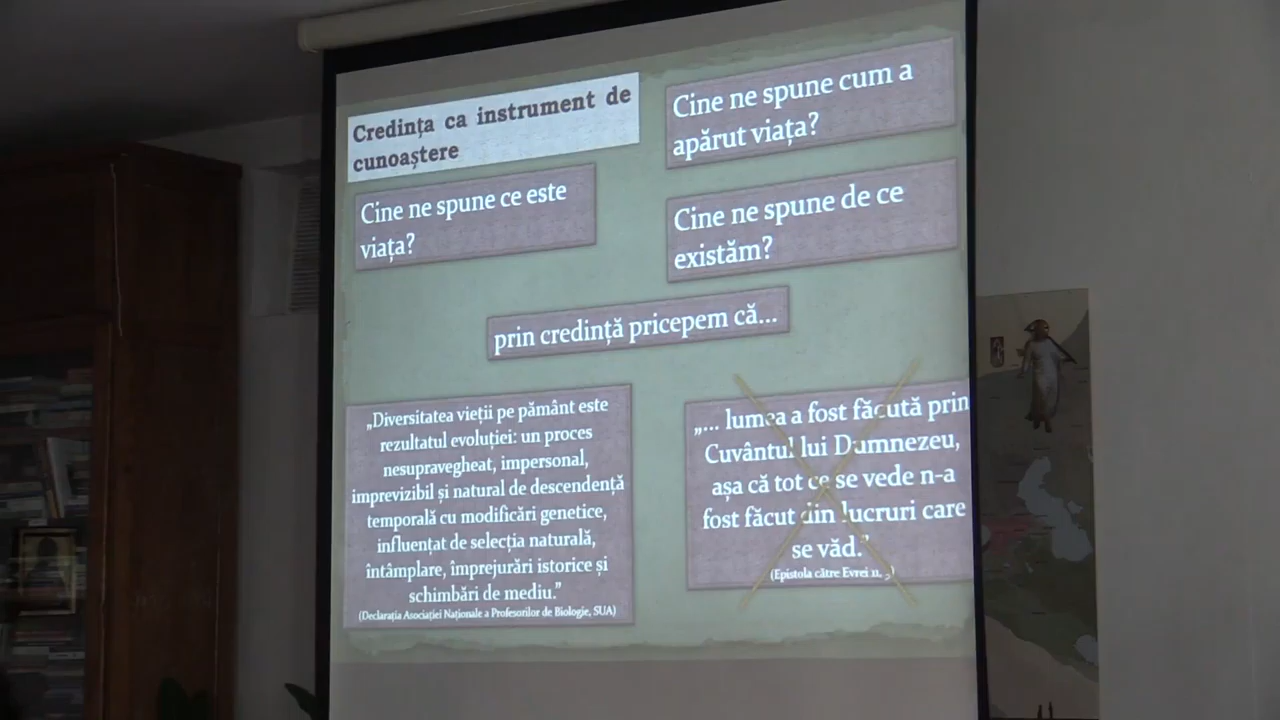 Credința ca instrument de
cunoaștere
Cine ne spune cum a
apărut viața?
Cine ne spune ce este
viața?
Cine ne spune de ce
existăm?
prin credință pricepem că...
„Diversitatea vieții pe pământ este
rezultatul evoluției: un proces
nesupravegheat, impersonal,
imprevizibil și natural de descendență
temporală cu modificări genetice,
influențat de selecția naturală,
întâmplare, împrejurări istorice și
schimbări de mediu.”
(Declarația Asociației Naționale a Profesorilor de Biologie, SUA)
„... lumea a fost făcută prin
Cuvântul lui Dumnezeu,
așa că tot ce se vede n-a
fost făcut din lucruri care
se văd.”
(Epistola către Evrei